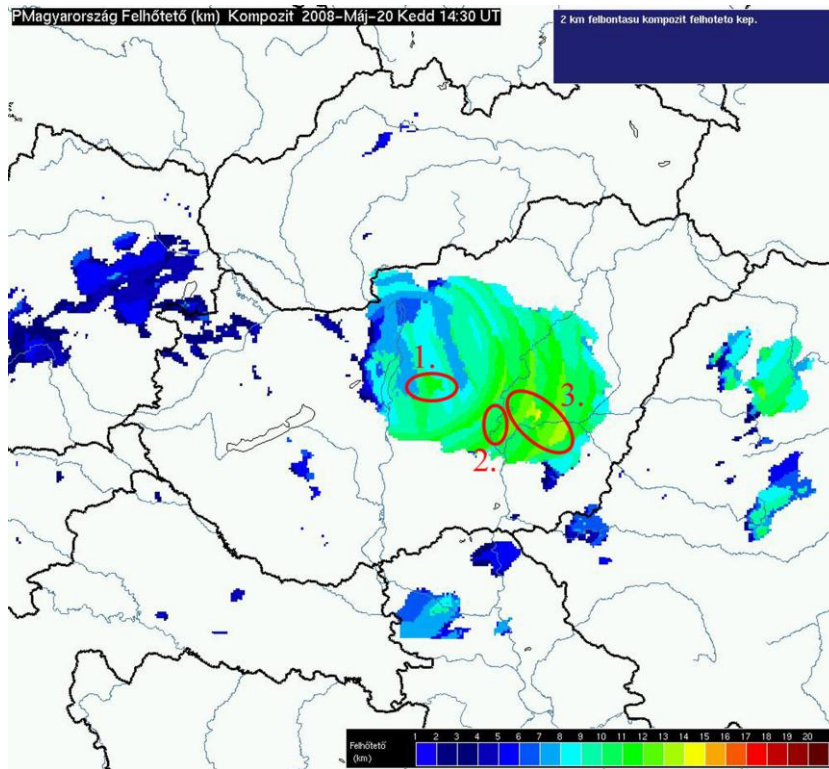 PMagyarország Felhőtető (km) Kompozit 2008-Máj-20 Kedd 14:30 UT
2 km felbontasu kompozit felhoteto kep.
1.
3.
2.
1 2 3 4 5 6 7 8 9 10 11 12 13 14 15 16 17 18 19 20
Felhőtető
(km)